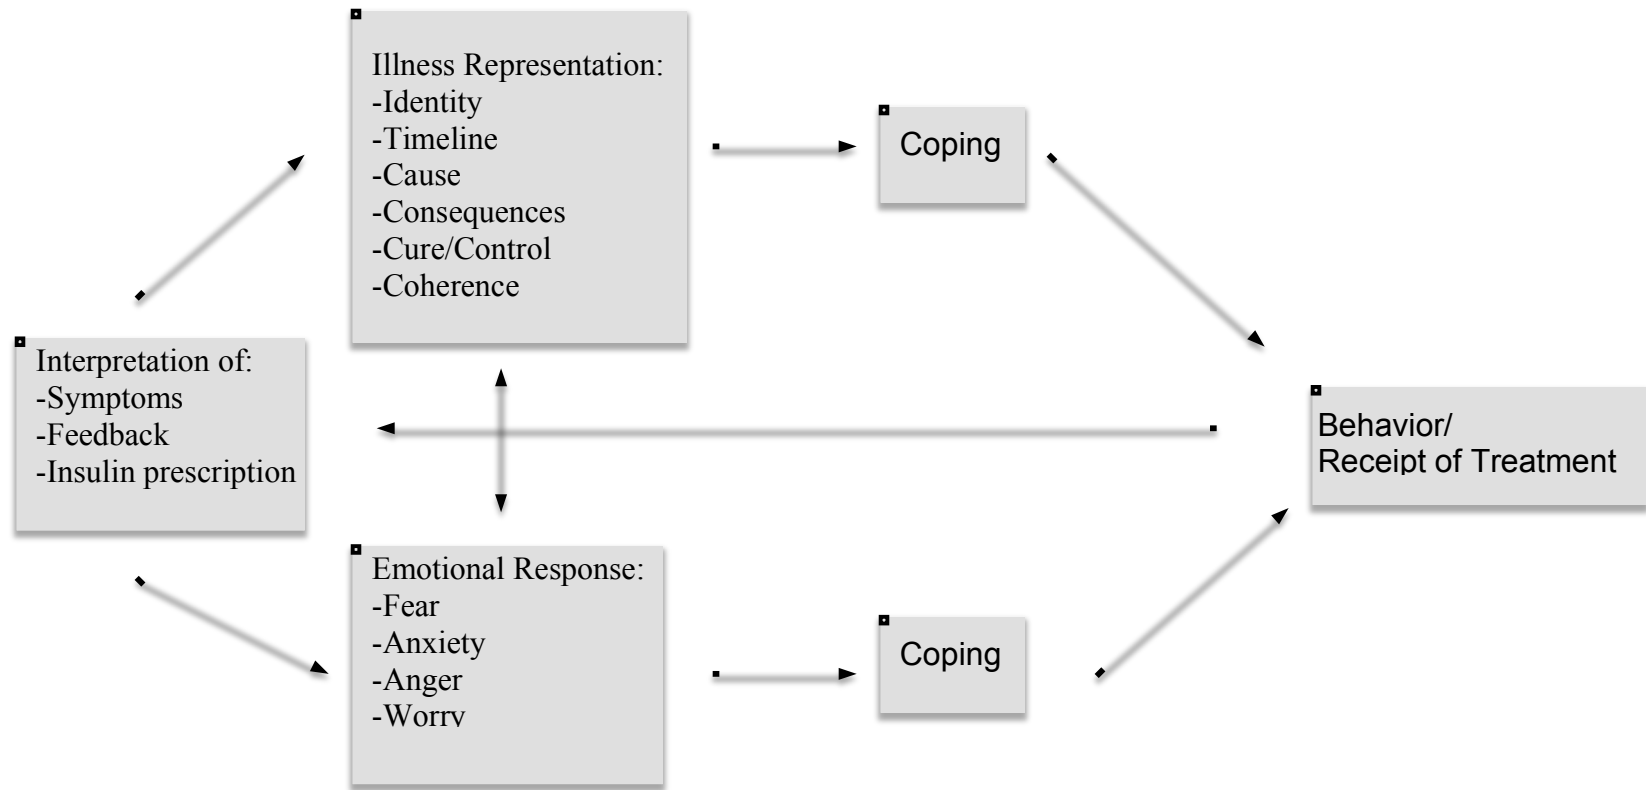 Illness Representation:
-Identity
-Timeline
-Cause
-Consequences
-Cure/Control
-Coherence
Coping
Interpretation of:
-Symptoms
-Feedback
-Insulin prescription
Behavior/
Receipt of Treatment
Emotional Response:
-Fear
-Anxiety
-Anger
-Worry
Coping